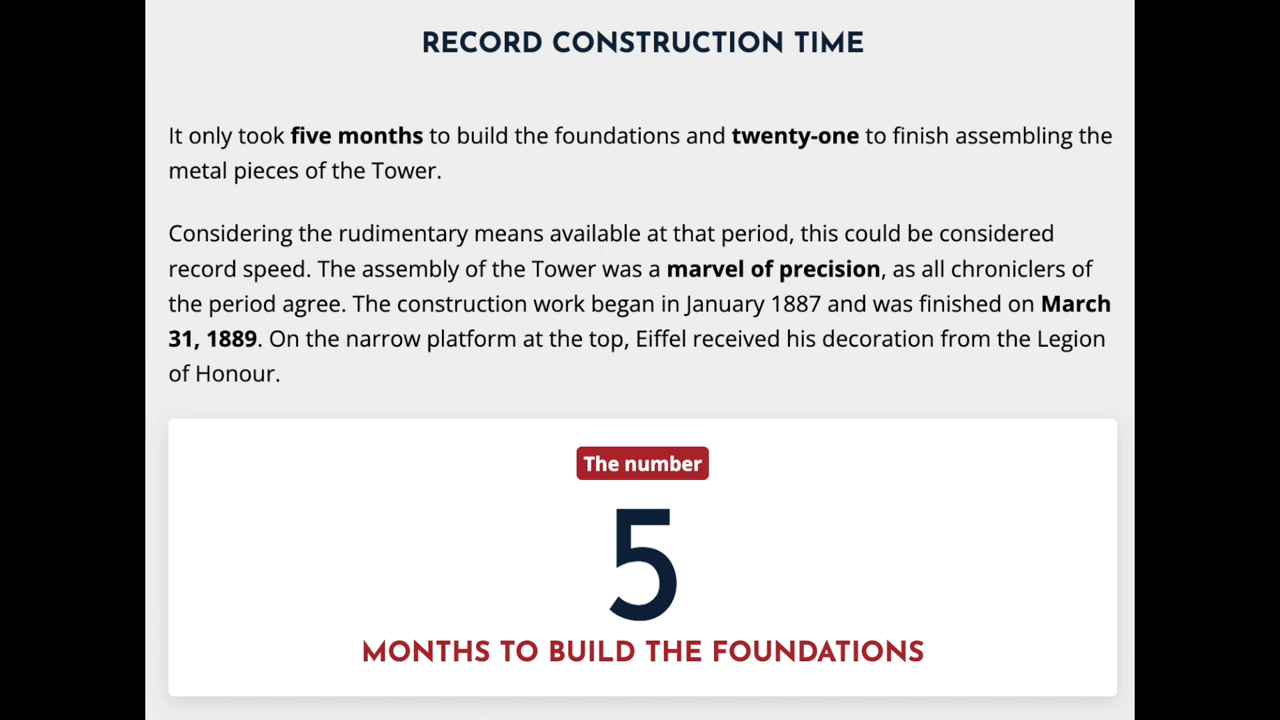 RECORD CONSTRUCTION TIME
It only took five months to build the foundations and twenty-one to finish assembling the
metal pieces of the Tower.
Considering the rudimentary means available at that period, this could be considered
record speed. The assembly of the Tower was a marvel of precision, as all chroniclers of
the period agree. The construction work began in January 1887 and was finished on March
31, 1889. On the narrow platform at the top, Eiffel received his decoration from the Legion
of Honour.
The number
5
MONTHS TO BUILD THE FOUNDATIONS